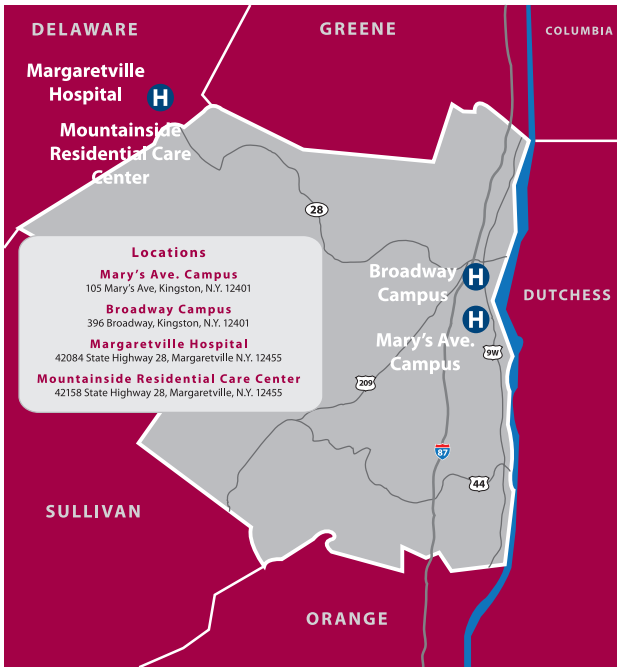 DELAWARE
GREENE
COLUMBIA
Margaretville
Hospital
H
Mountainside
Residential Care
Center
28
Locations
Mary's Ave. Campus
105 Mary's Ave, Kingston, N.Y. 12401
Broadway Campus
396 Broadway, Kingston, N.Y. 12401
Margaretville Hospital
42084 State Highway 28, Margaretville N.Y. 12455
Mountainside Residential Care Center
42158 State Highway 28, Margaretville, N.Y. 12455
Broadway
Campus
H
DUTCHESS
H
Mary's Ave.
Campus
9W
209
87
44
SULLIVAN
ORANGE